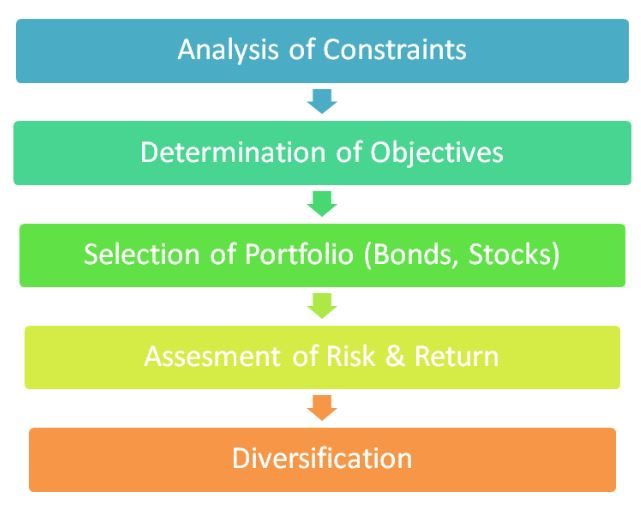 Analysis of Constraints
Determination of Objectives
Selection of Portfolio (Bonds, Stocks)
Assesment of Risk & Return
Diversification